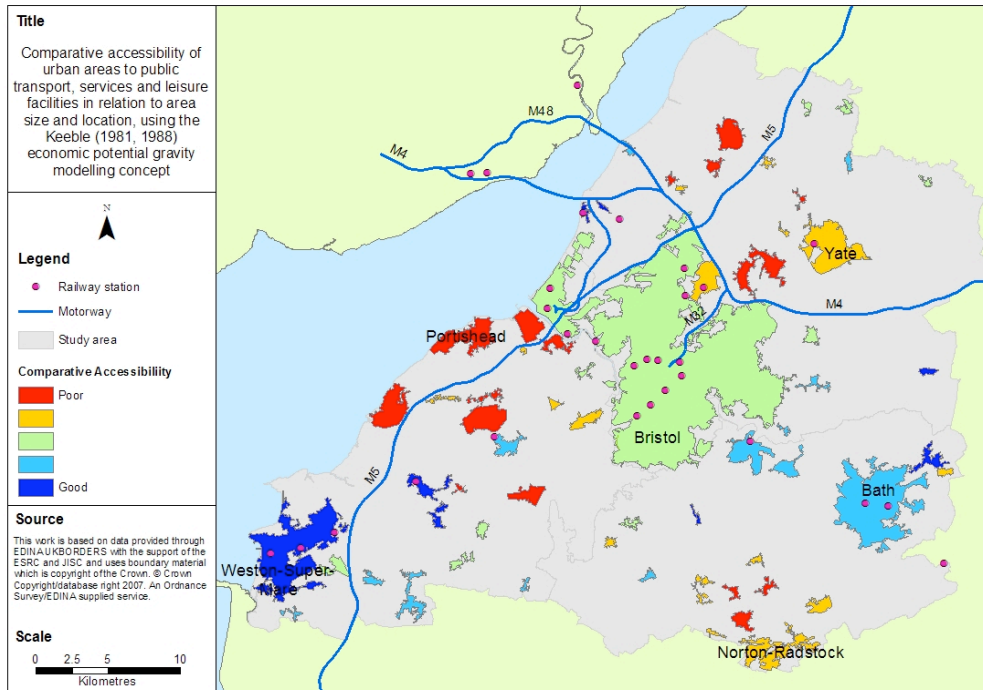 Title
Comparative accessibility of
urban areas to public
transport, services and leisure
facilities in relation to area
size and location, using the
Keeble (1981, 1988)
economic potential gravity
modelling concept
N
Legend
Railway station
Motorway
Study area
Comparative Accessibility
Poor
Good
Source
This work is based on data provided through
EDINA UKBORDERS with the support of the
ESRC and JISC and uses boundary material
which is copyright of the Crown. © Crown
Copyright/database right 2007. An Ordnance
Survey/EDINA supplied service.
Scale
0 2.5 5 10
Kilometres
M48
M4
M5
Yate
M4
M32
Portishead
Bristol
M5
Bath
Weston-Super-
Mare
Norton-Radstock